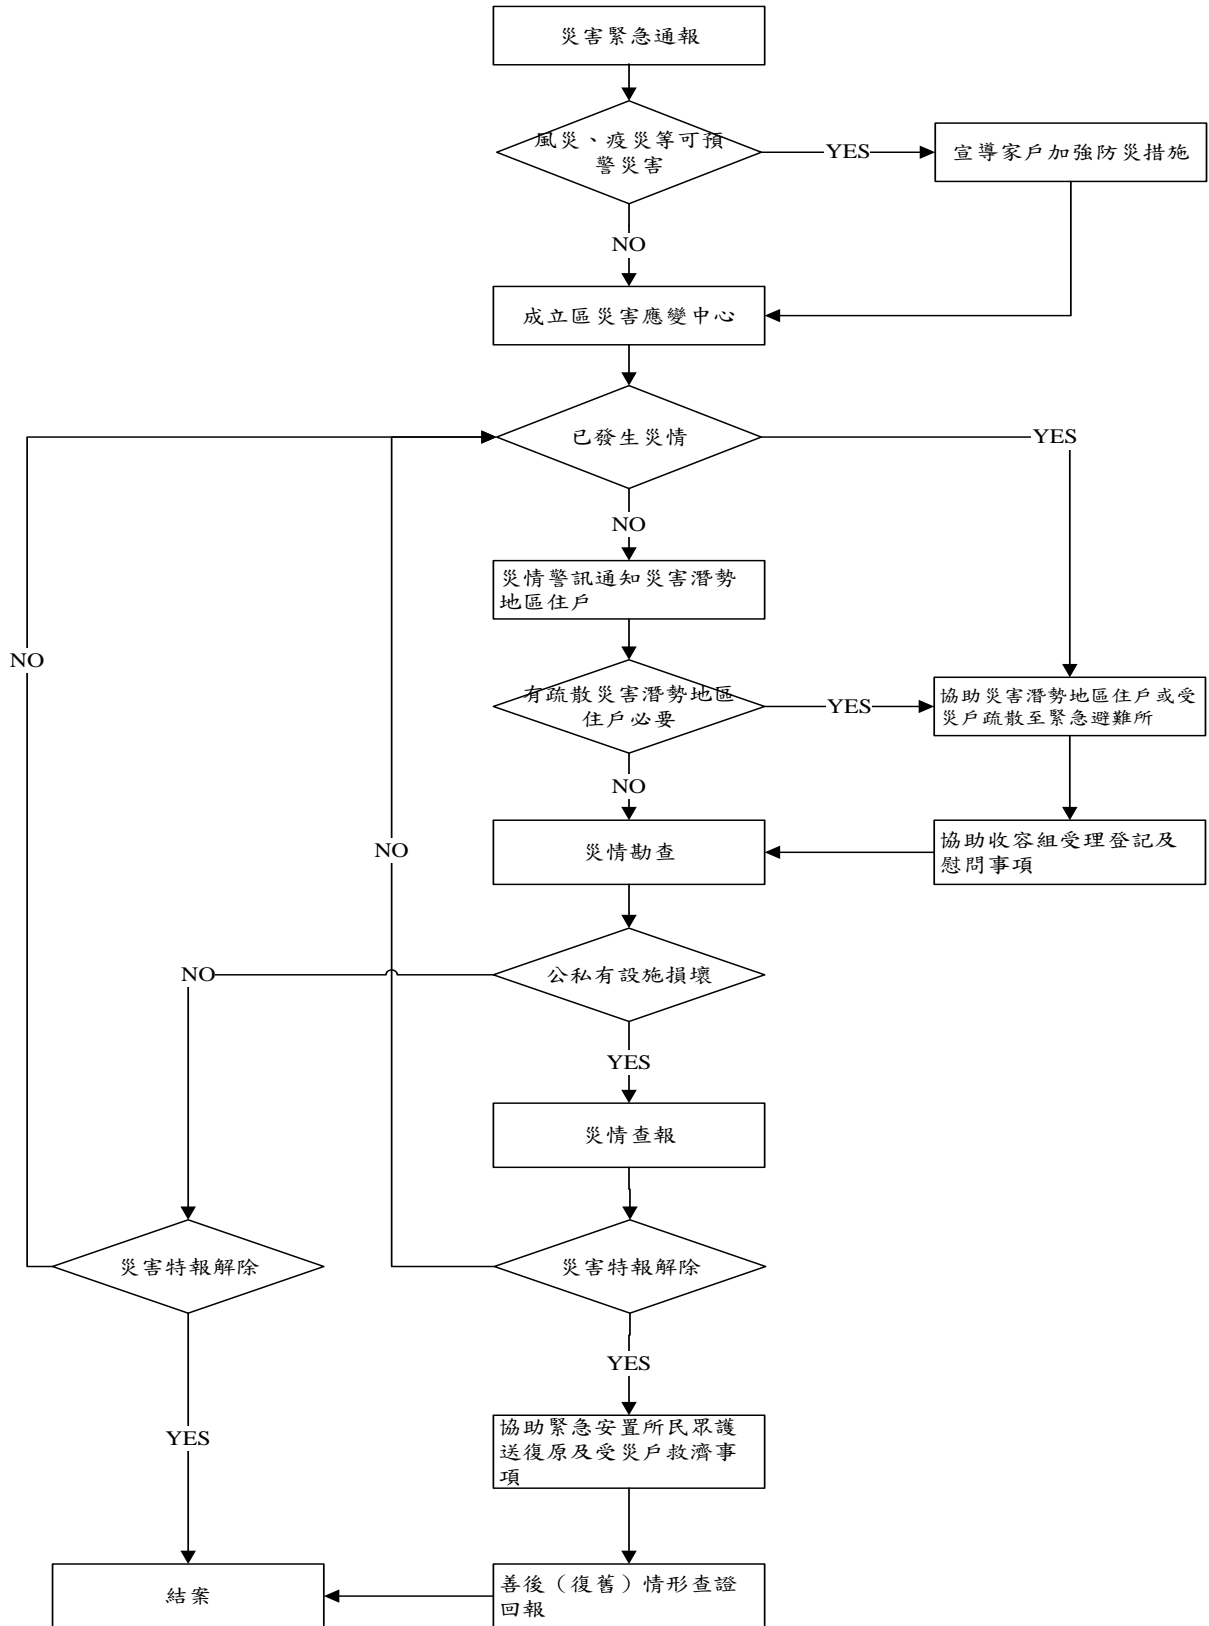 災害緊急通報
風災、疫災等可預
警災害
YES
宣導家戶加強防災措施
NO
成立區災害應變中心
已發生災情
YES
NO
災情警訊通知災害潛勢
地區住戶
NO
有疏散災害潛勢地區
住戶必要
YES
協助災害潛勢地區住戶或受
災戶疏散至緊急避難所
NO
NO
災情勘查
協助收容組受理登記及
慰問事項
NO
公私有設施損壞
YES
災情查報
災害特報解除
災害特報解除
YES
YES
協助緊急安置所民眾護
送復原及受災戶救濟事
項
結案
善後（復舊）情形查證
回報